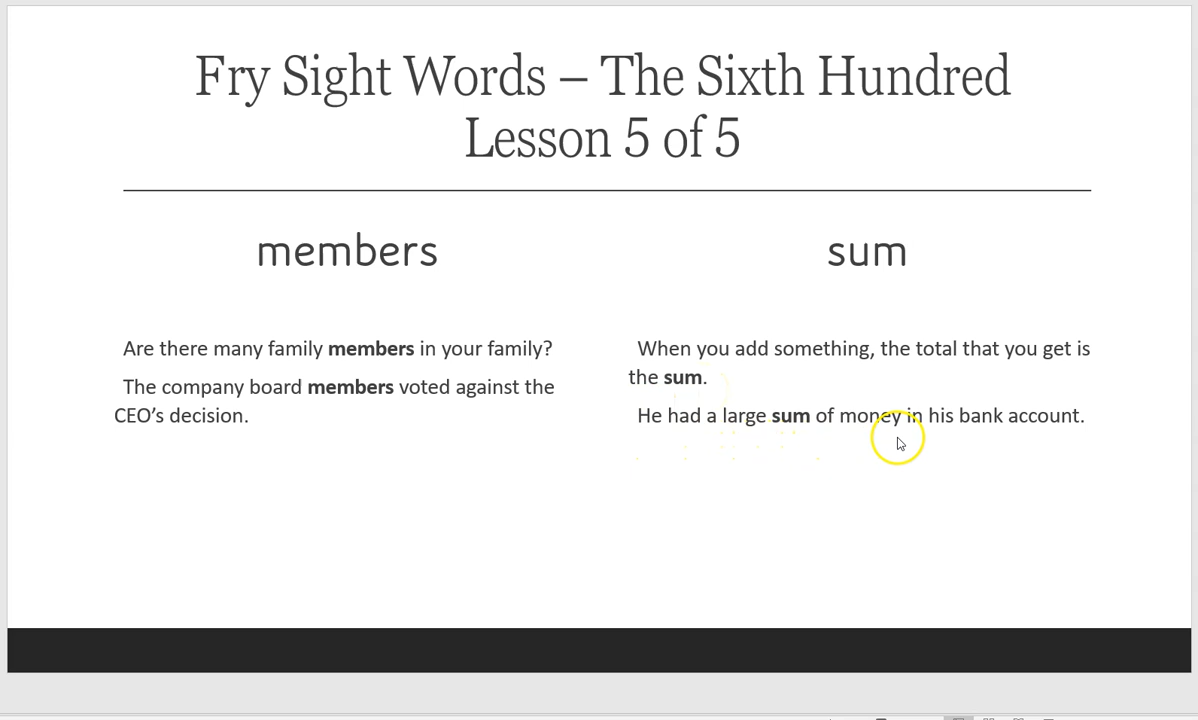 Fry Sight Words – The Sixth Hundred
Lesson 5 of 5
members
Are there many family members in your family?
The company board members voted against the
CEO’s decision.
sum
When you add something, the total that you get is
the sum.
He had a large sum of money in his bank account.